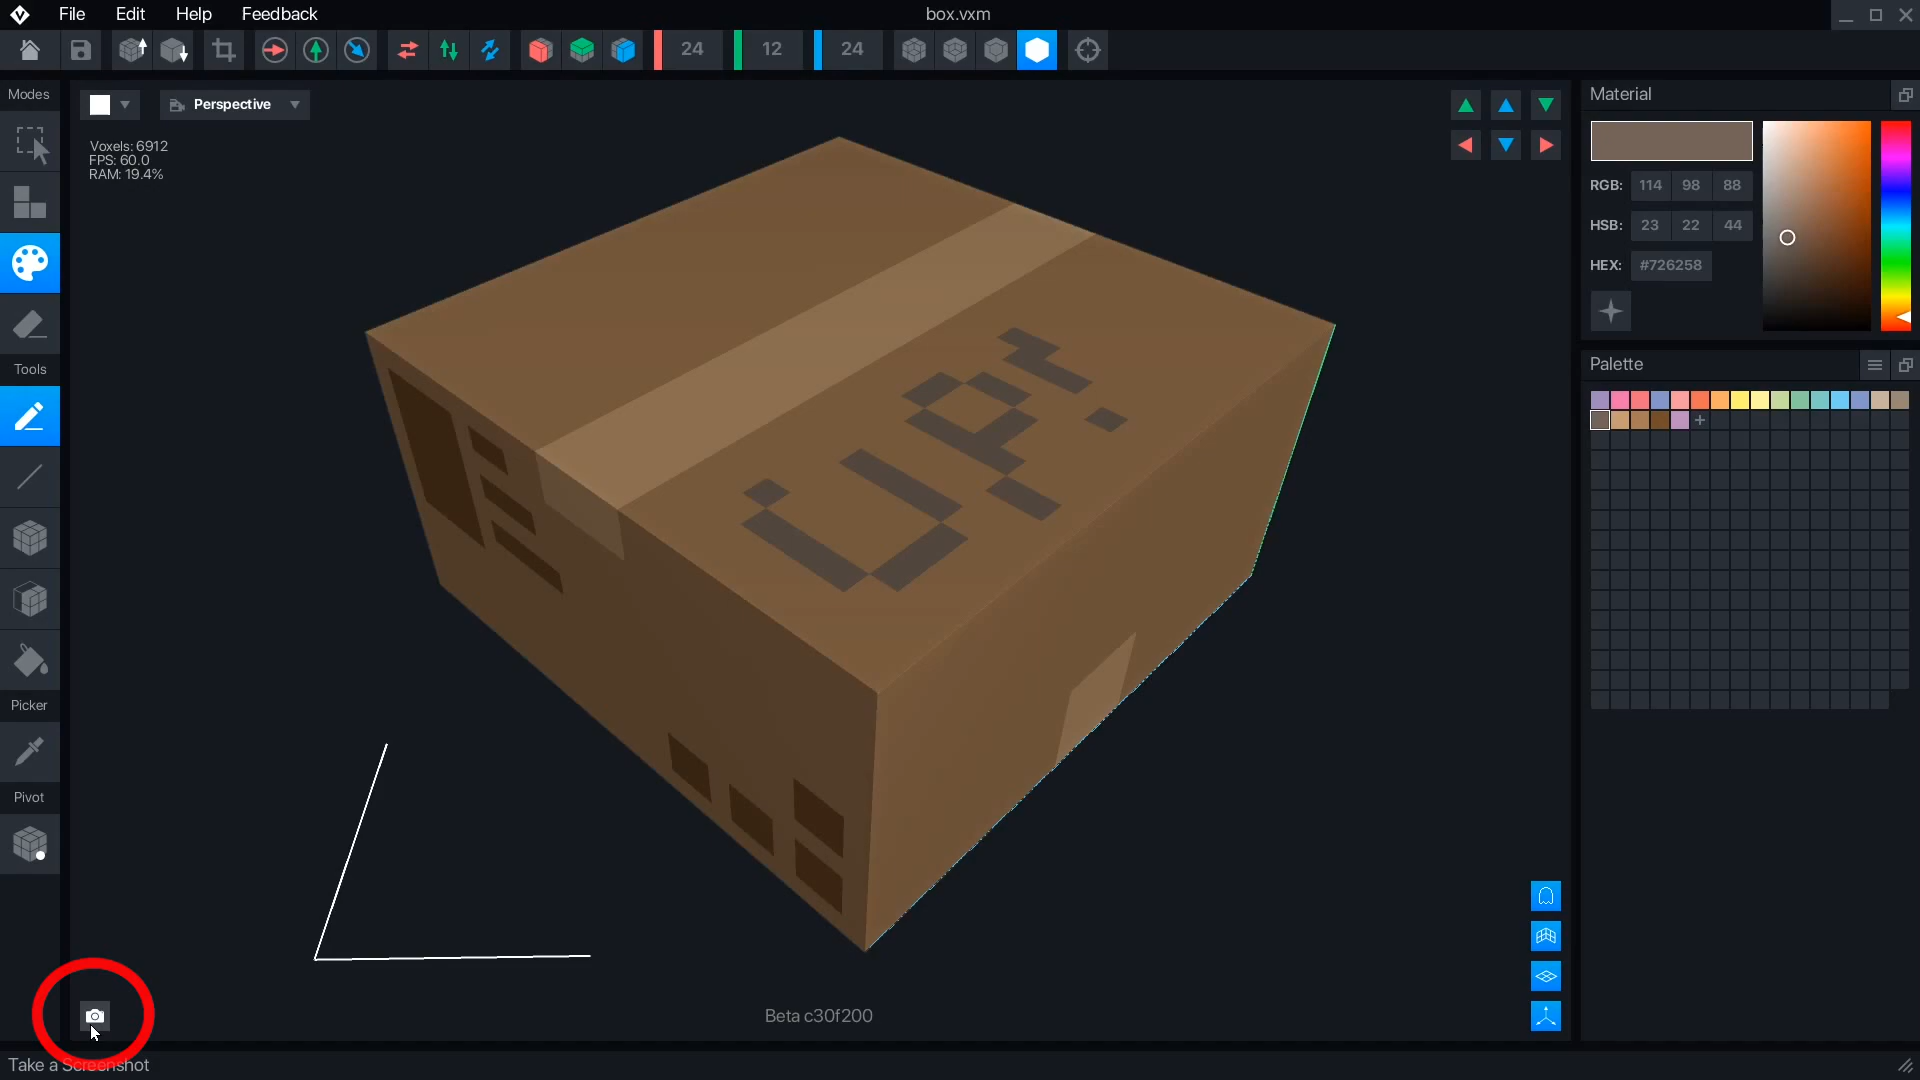 File Edit Help Feedback box.vxm
24 12 24
Modes
Perspective
Voxels: 6912
FPS: 60.0
RAM: 19.4%
Tools
Picker
Pivot
Material
RGB: 114 98 88
HSB: 23 22 44
HEX: #726258
Palette
Beta c30f200
Take a Screenshot